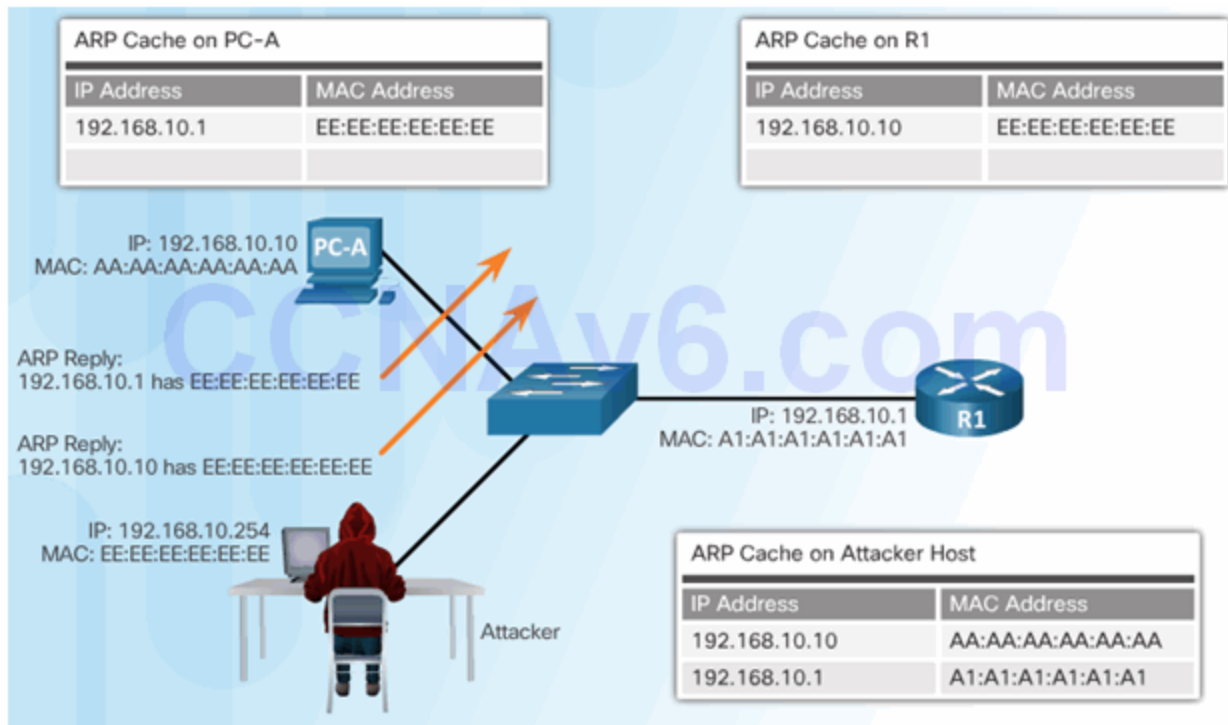 ARP Cache on PC-A
IP Address MAC Address
192.168.10.1 EE:EE:EE:EE:EE:EE
ARP Cache on R1
IP Address MAC Address
192.168.10.10 EE:EE:EE:EE:EE:EE
IP: 192.168.10.10
MAC: AA:AA:AA:AA:AA:AA
PC-A
CCNAv6.com
ARP Reply:
192.168.10.1 has EE:EE:EE:EE:EE:EE
ARP Reply:
192.168.10.10 has EE:EE:EE:EE:EE:EE
IP: 192.168.10.1
MAC: A1:A1:A1:A1:A1:A1
R1
IP: 192.168.10.254
MAC: EE:EE:EE:EE:EE:EE
Attacker
ARP Cache on Attacker Host
IP Address MAC Address
192.168.10.10 AA:AA:AA:AA:AA:AA
192.168.10.1 A1:A1:A1:A1:A1:A1